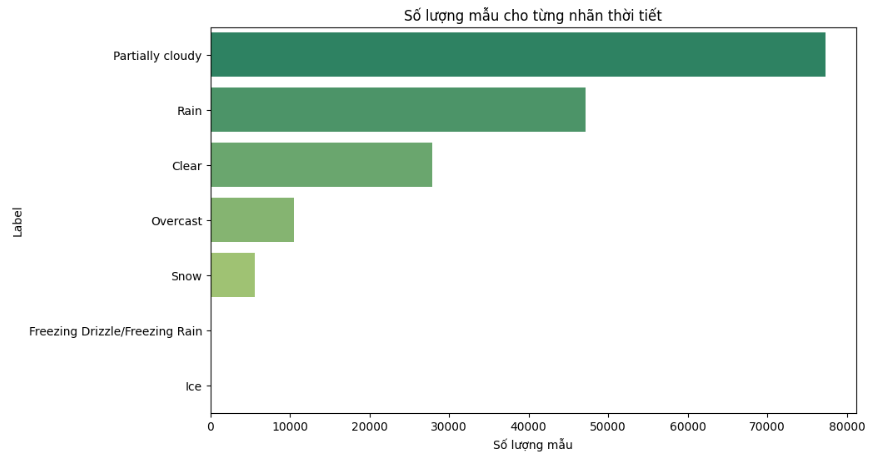 Số lượng mẫu cho từng nhãn thời tiết
Label
Partially cloudy
Rain
Clear
Overcast
Snow
Freezing Drizzle/Freezing Rain
Ice
0 10000 20000 30000 40000 50000 60000 70000 80000
Số lượng mẫu